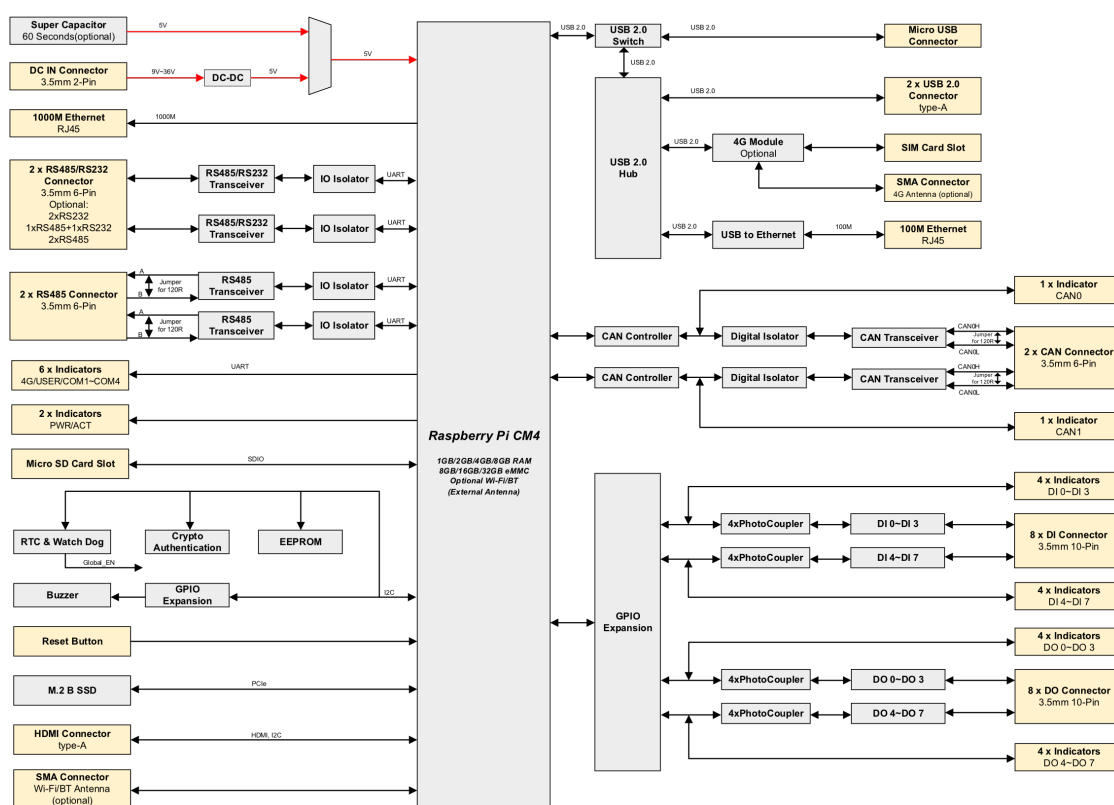 Super Capacitor
60 Seconds(optional)
5V
DC IN Connector
3.5mm 2-Pin
9V~36V
DC-DC
5V
5V
1000M Ethernet
RJ45
1000M
2 x RS485/RS232
Connector
3.5mm 6-Pin
Optional:
2xRS232
1xRS485+1xRS232
2xRS485
RS485/RS232
Transceiver
IO Isolator
UART
RS485/RS232
Transceiver
IO Isolator
UART
2 x RS485 Connector
3.5mm 6-Pin
A
Jumper
for 120R
B
RS485
Transceiver
IO Isolator
UART
A
Jumper
for 120R
B
RS485
Transceiver
IO Isolator
UART
6 x Indicators
4G/USER/COM1~COM4
UART
2 x Indicators
PWR/ACT
Micro SD Card Slot
SDIO
RTC & Watch Dog
Crypto
Authentication
EEPROM
Global_EN
Buzzer
GPIO
Expansion
I2C
Reset Button
M.2 B SSD
PCIe
HDMI Connector
type-A
HDMI, I2C
SMA Connector
Wi-Fi/BT Antenna
(optional)
Raspberry Pi CM4
1GB/2GB/4GB/8GB RAM
8GB/16GB/32GB eMMC
Optional Wi-Fi/BT
(External Antenna)
USB 2.0
USB 2.0
Switch
USB 2.0
Micro USB
Connector
USB 2.0
USB 2.0
Hub
USB 2.0
2 x USB 2.0
Connector
type-A
USB 2.0
4G Module
Optional
SIM Card Slot
SMA Connector
4G Antenna (optional)
USB 2.0
USB to Ethernet
100M
100M Ethernet
RJ45
1 x Indicator
CAN0
CAN Controller
Digital Isolator
CAN Transceiver
CAN0H
Jumper
for 120R
CAN0L
2 x CAN Connector
3.5mm 6-Pin
CAN Controller
Digital Isolator
CAN Transceiver
CAN0H
Jumper
for 120R
CAN0L
1 x Indicator
CAN1
GPIO
Expansion
4 x Indicators
DI 0~DI 3
4xPhotoCoupler
DI 0~DI 3
8 x DI Connector
3.5mm 10-Pin
4xPhotoCoupler
DI 4~DI 7
4 x Indicators
DI 4~DI 7
4 x Indicators
DO 0~DO 3
4xPhotoCoupler
DO 0~DO 3
8 x DO Connector
3.5mm 10-Pin
4xPhotoCoupler
DO 4~DO 7
4 x Indicators
DO 4~DO 7